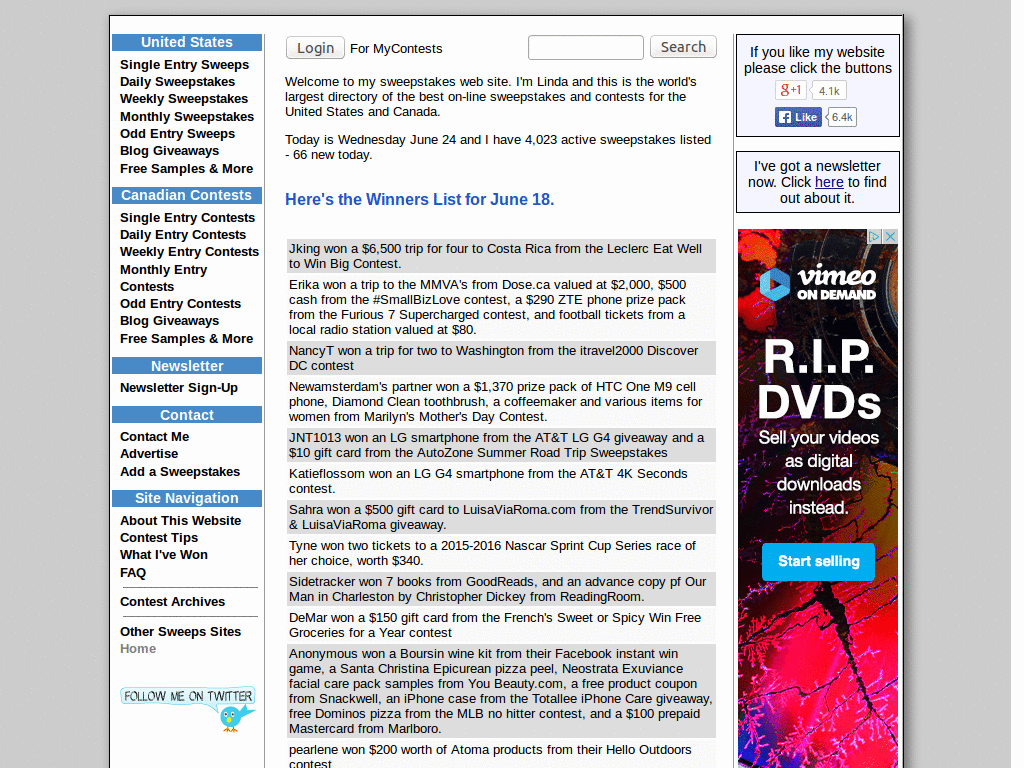 United States
Single Entry Sweeps
Daily Sweepstakes
Weekly Sweepstakes
Monthly Sweepstakes
Odd Entry Sweeps
Blog Giveaways
Free Samples & More
Canadian Contests
Single Entry Contests
Daily Entry Contests
Weekly Entry Contests
Monthly Entry
Contests
Odd Entry Contests
Blog Giveaways
Free Samples & More
Newsletter
Newsletter Sign-Up
Contact
Contact Me
Advertise
Add a Sweepstakes
Site Navigation
About This Website
Contest Tips
What I've Won
FAQ
Contest Archives
Other Sweeps Sites
Home
FOLLOW ME ON TWITTER
Login For MyContests
Search
Welcome to my sweepstakes web site. I'm Linda and this is the world's
largest directory of the best on-line sweepstakes and contests for the
United States and Canada.
Today is Wednesday June 24 and I have 4,023 active sweepstakes listed
- 66 new today.
Here's the Winners List for June 18.
Jking won a $6,500 trip for four to Costa Rica from the Leclerc Eat Well
to Win Big Contest.
Erika won a trip to the MMVA's from Dose.ca valued at $2,000, $500
cash from the #SmallBizLove contest, a $290 ZTE phone prize pack
from the Furious 7 Supercharged contest, and football tickets from a
local radio station valued at $80.
NancyT won a trip for two to Washington from the itravel2000 Discover
DC contest
Newamsterdam's partner won a $1,370 prize pack of HTC One M9 cell
phone, Diamond Clean toothbrush, a coffeemaker and various items for
women from Marilyn's Mother's Day Contest.
JNT1013 won an LG smartphone from the AT&T LG G4 giveaway and a
$10 gift card from the AutoZone Summer Road Trip Sweepstakes
Katieflossom won an LG G4 smartphone from the AT&T 4K Seconds
contest.
Sahra won a $500 gift card to LuisaViaRoma.com from the TrendSurvivor
& LuisaViaRoma giveaway.
Tyne won two tickets to a 2015-2016 Nascar Sprint Cup Series race of
her choice, worth $340.
Sidetracker won 7 books from GoodReads, and an advance copy pf Our
Man in Charleston by Christopher Dickey from ReadingRoom.
DeMar won a $150 gift card from the French's Sweet or Spicy Win Free
Groceries for a Year contest
Anonymous won a Boursin wine kit from their Facebook instant win
game, a Santa Christina Epicurean pizza peel, Neostrata Exuviance
facial care pack samples from You Beauty.com, a free product coupon
from Snackwell, an iPhone case from the Totallee iPhone Care giveaway,
free Dominos pizza from the MLB no hitter contest, and a $100 prepaid
Mastercard from Marlboro.
pearlene won $200 worth of Atoma products from their Hello Outdoors
contest
If you like my website
please click the buttons
g+1 4.1k
f Like 6.4k
I've got a newsletter
now. Click here to find
out about it.
vimeo
ON DEMAND
R.I.P.
DVDs
Sell your videos
as digital
downloads
instead.
Start selling